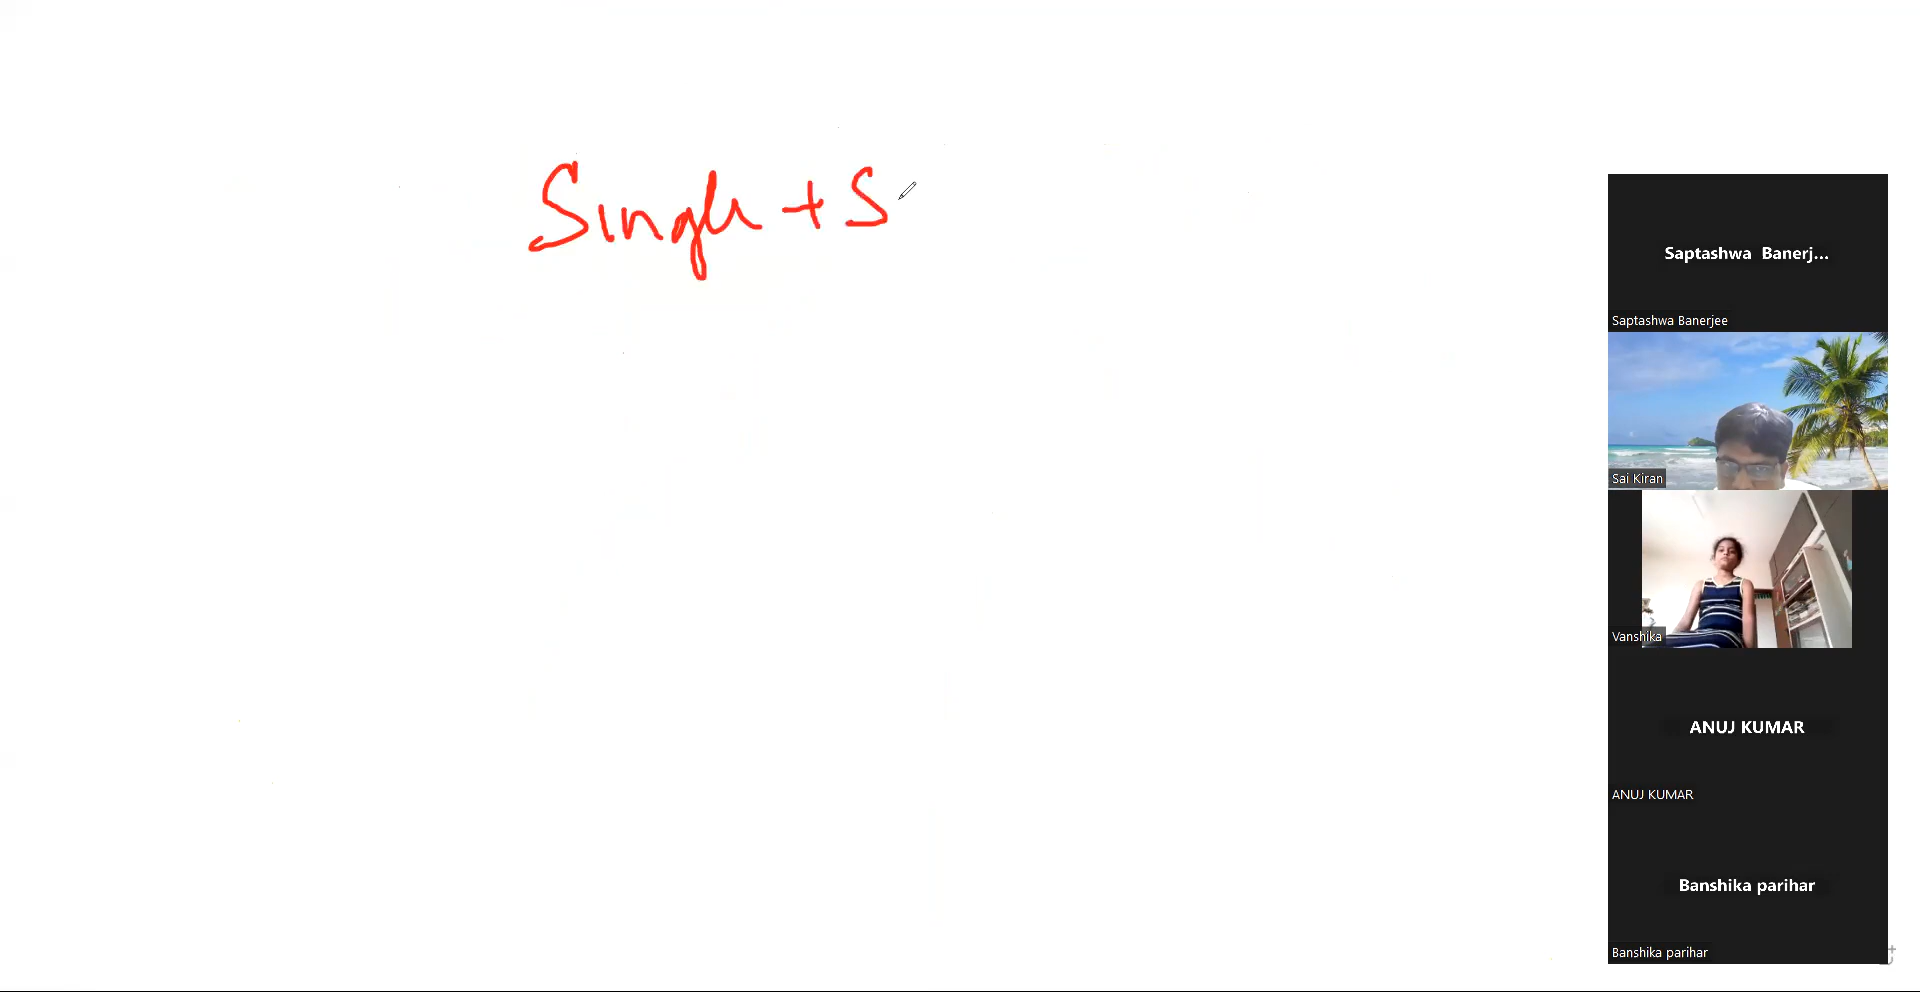 Single + S
Saptashwa Banerj...
Saptashwa Banerjee
Sai Kiran
Vanshika
ANUJ KUMAR
ANUJ KUMAR
Banshika parihar
Banshika parihar